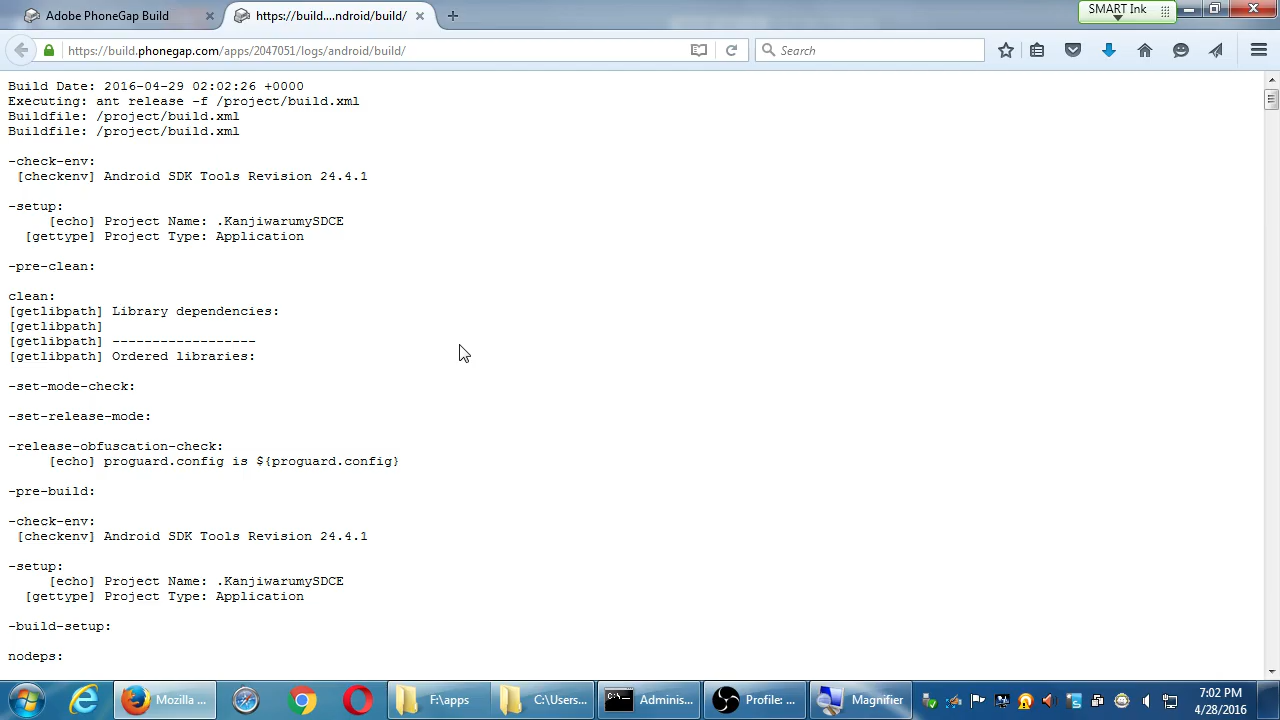 Adobe PhoneGap Build
https://build....ndroid/build/
SMART Ink
https://build.phonegap.com/apps/2047051/logs/android/build/
Search
Build Date: 2016-04-29 02:02:26 +0000
Executing: ant release -f /project/build.xml
Buildfile: /project/build.xml
Buildfile: /project/build.xml
-check-env:
[checkenv] Android SDK Tools Revision 24.4.1
-setup:
[echo] Project Name: .KanjiwarumySDCE
[gettype] Project Type: Application
-pre-clean:
clean:
[getlibpath] Library dependencies:
[getlibpath]
[getlibpath] ------------------
[getlibpath] Ordered libraries:
-set-mode-check:
-set-release-mode:
-release-obfuscation-check:
[echo] proguard.config is ${proguard.config}
-pre-build:
-check-env:
[checkenv] Android SDK Tools Revision 24.4.1
-setup:
[echo] Project Name: .KanjiwarumySDCE
[gettype] Project Type: Application
-build-setup:
nodeps:
Mozilla ...
F:\apps
C:\Users...
Adminis...
Profile: ...
Magnifier
7:02 PM
4/28/2016